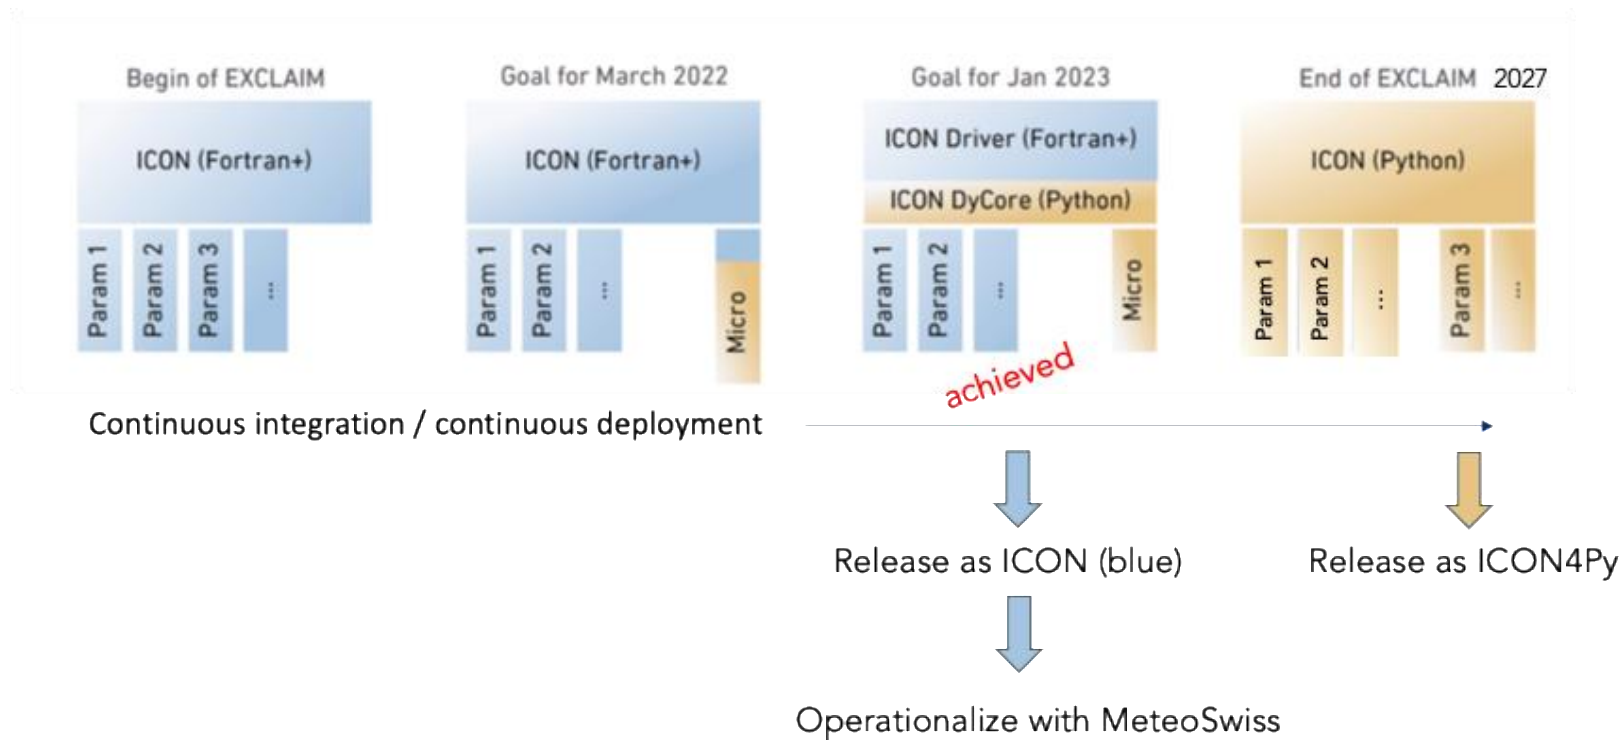 Begin of EXCLAIM
Goal for March 2022
Goal for Jan 2023
End of EXCLAIM 2027
ICON (Fortran+)
ICON (Fortran+)
ICON Driver (Fortran+)
ICON DyCore (Python)
ICON (Python)
Param 1
Param 2
Param 3
...
Param 1
Param 2
...
Micro
Param 1
Param 2
...
Micro
Param 1
Param 2
...
Param 3
...
achieved
Continuous integration / continuous deployment
Release as ICON (blue)
Release as ICON4Py
Operationalize with MeteoSwiss